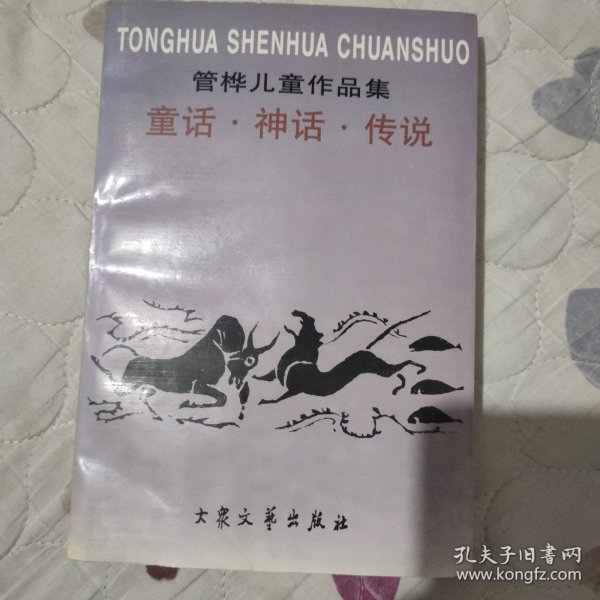 TONGHUA SHENHUA CHUANSHUO
管桦儿童作品集
童话·神话·传说
大众文艺出版社
孔夫子旧书网
www.kongfz.com